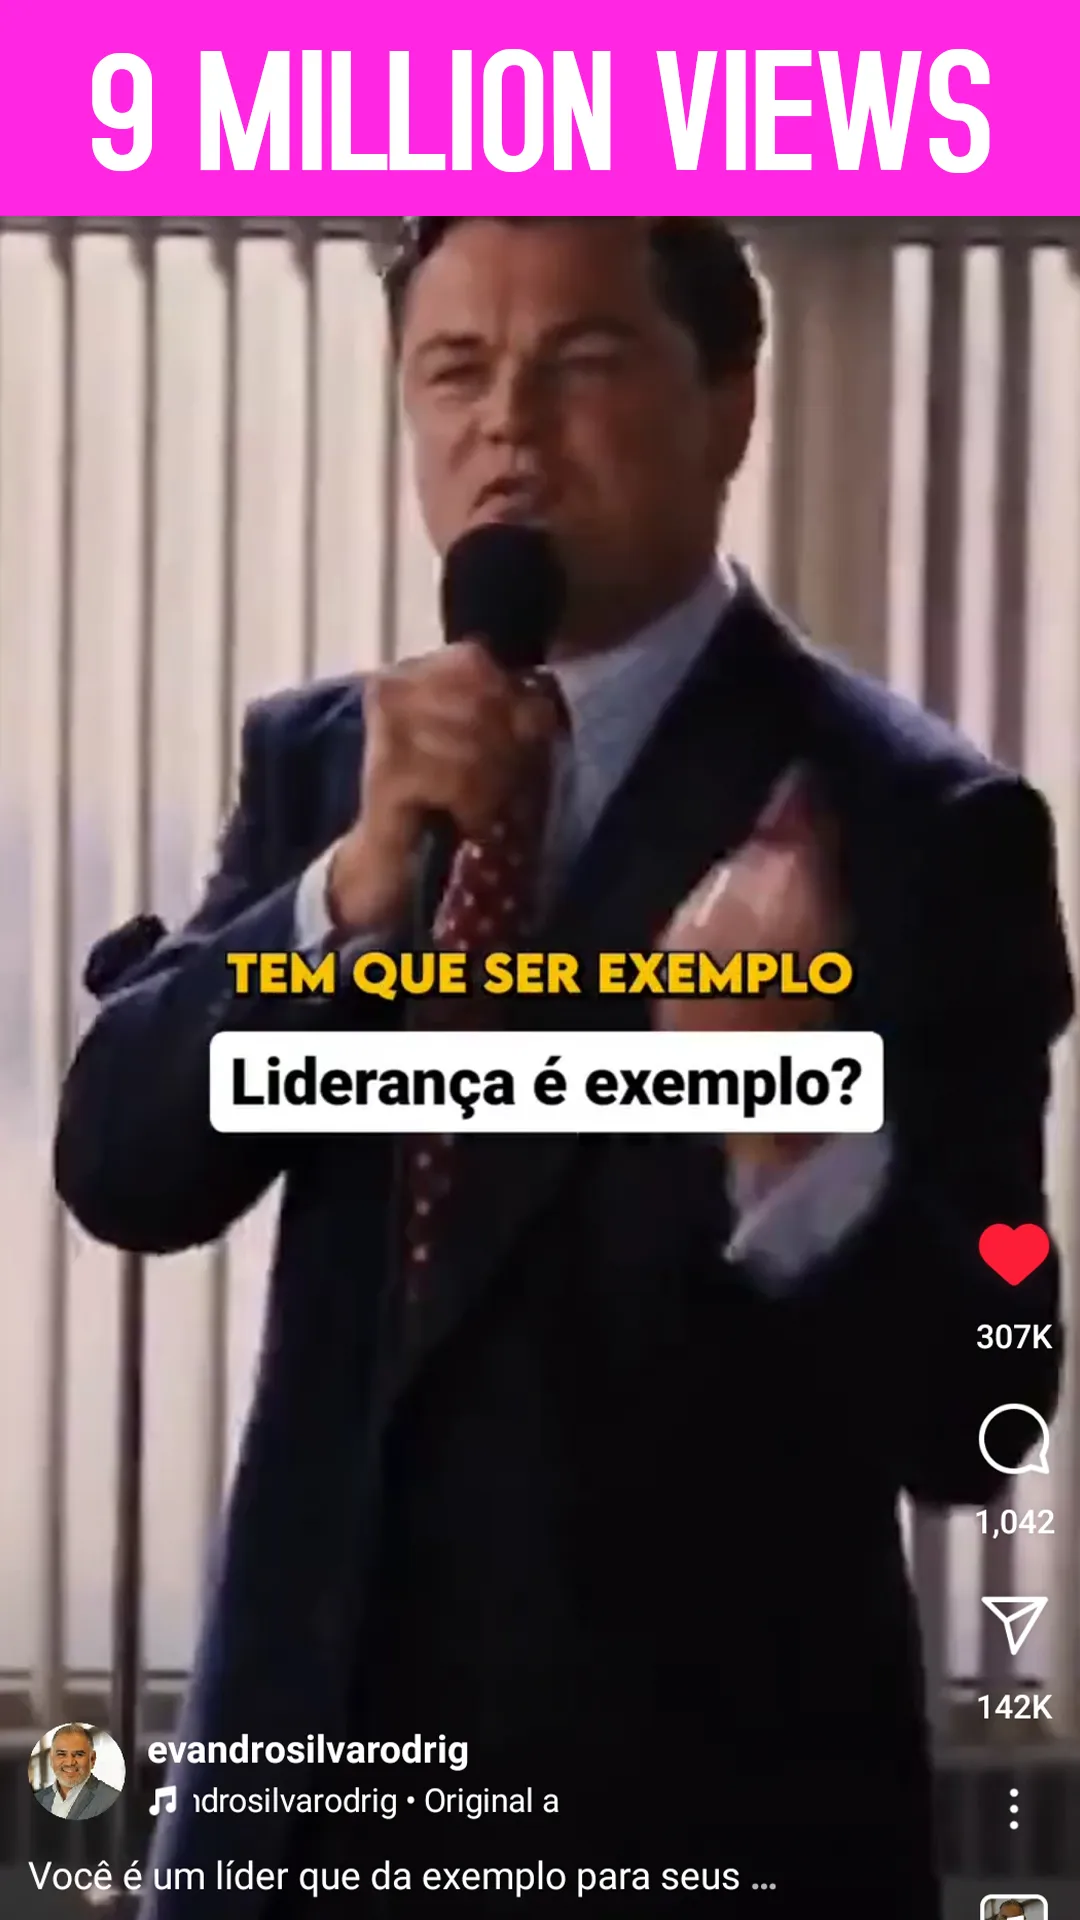 9 MILLION VIEWS
TEM QUE SER EXEMPLO
Liderança é exemplo?
307K
1,042
142K
evandrosilvarodrig
ndrosilvarodrig • Original a
Você é um líder que da exemplo para seus ...